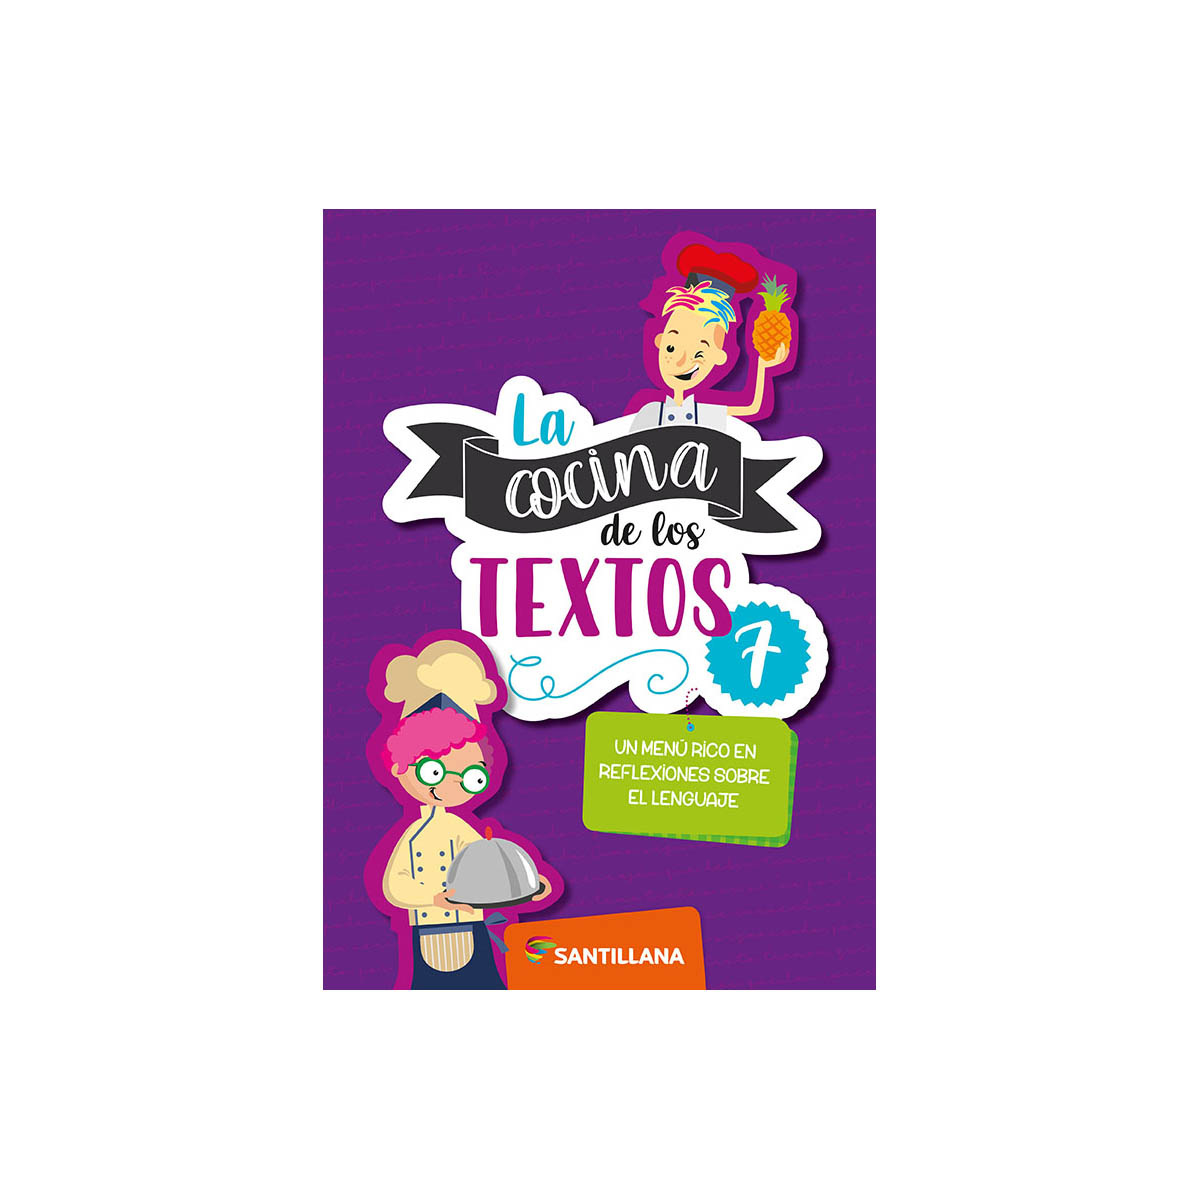 La
cocina
de los
TEXTOS
7
UN MENÚ RICO EN
REFLEXIONES SOBRE
EL LENGUAJE
SANTILLANA